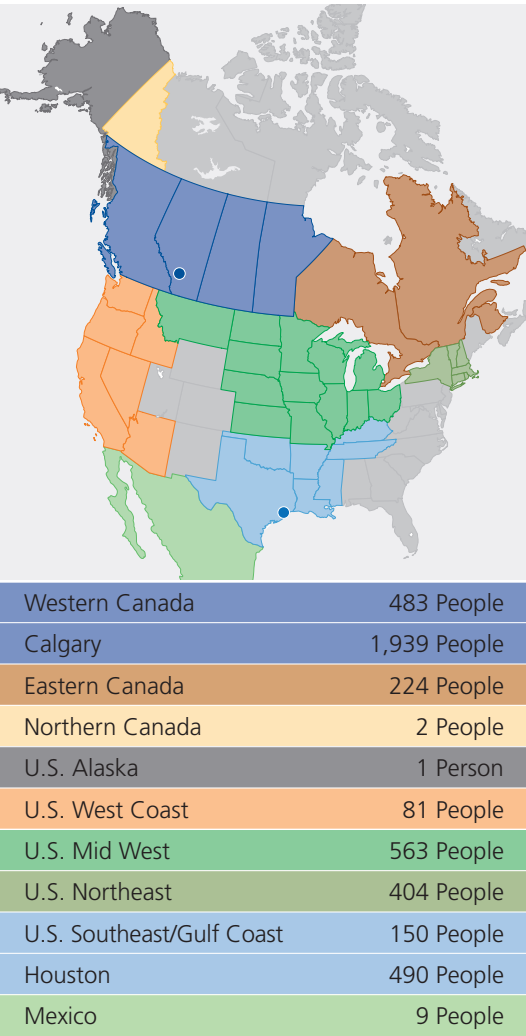 Western Canada 483 People
Calgary 1,939 People
Eastern Canada 224 People
Northern Canada 2 People
U.S. Alaska 1 Person
U.S. West Coast 81 People
U.S. Mid West 563 People
U.S. Northeast 404 People
U.S. Southeast/Gulf Coast 150 People
Houston 490 People
Mexico 9 People